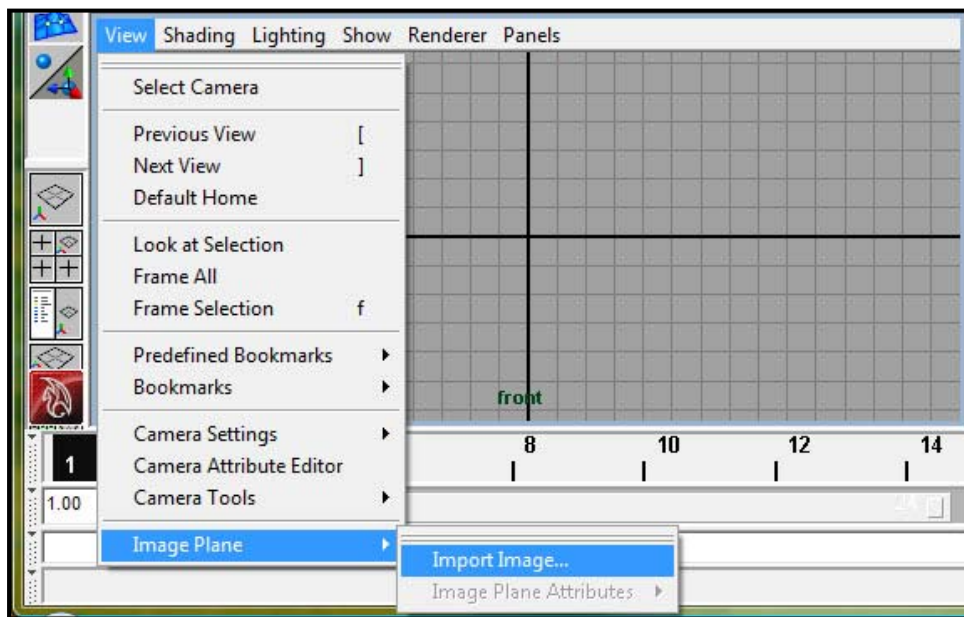 View Shading Lighting Show Renderer Panels
Select Camera
Previous View [
Next View ]
Default Home
Look at Selection
Frame All
Frame Selection f
Predefined Bookmarks
Bookmarks
Camera Settings
Camera Attribute Editor
Camera Tools
Image Plane
Import Image...
Image Plane Attributes
front
1 8 10 12 14
1.00